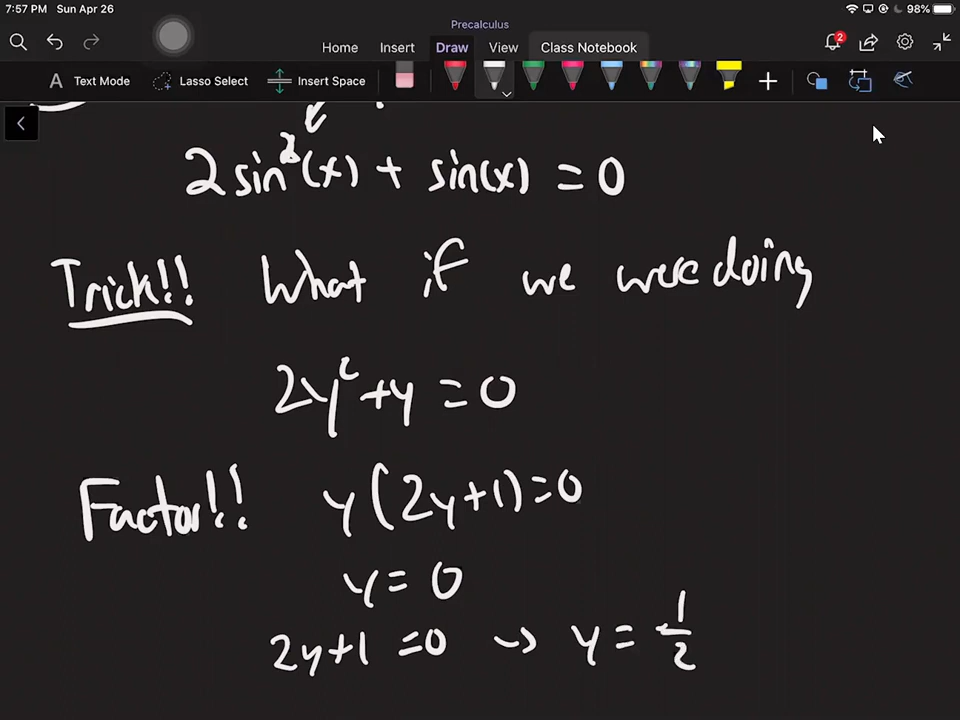 7:57 PM Sun Apr 26 98%
Precalculus
Home Insert Draw View Class Notebook 2
A Text Mode Lasso Select Insert Space
2sin²(x) + sin(x) = 0
Trick!! What if we were doing
2y² + y = 0
Factor!! y(2y+1)=0
y = 0
2y+1 = 0 → y = -1/2